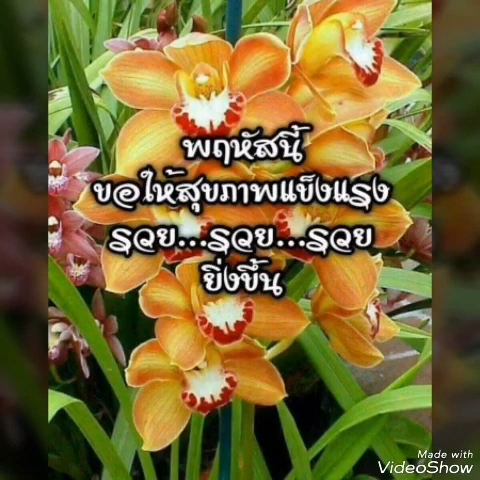 พฤหัสนี้
ขอให้สุขภาพแข็งแรง
รวย...รวย...รวย
ยิ่งขึ้น
Made with
VideoShow